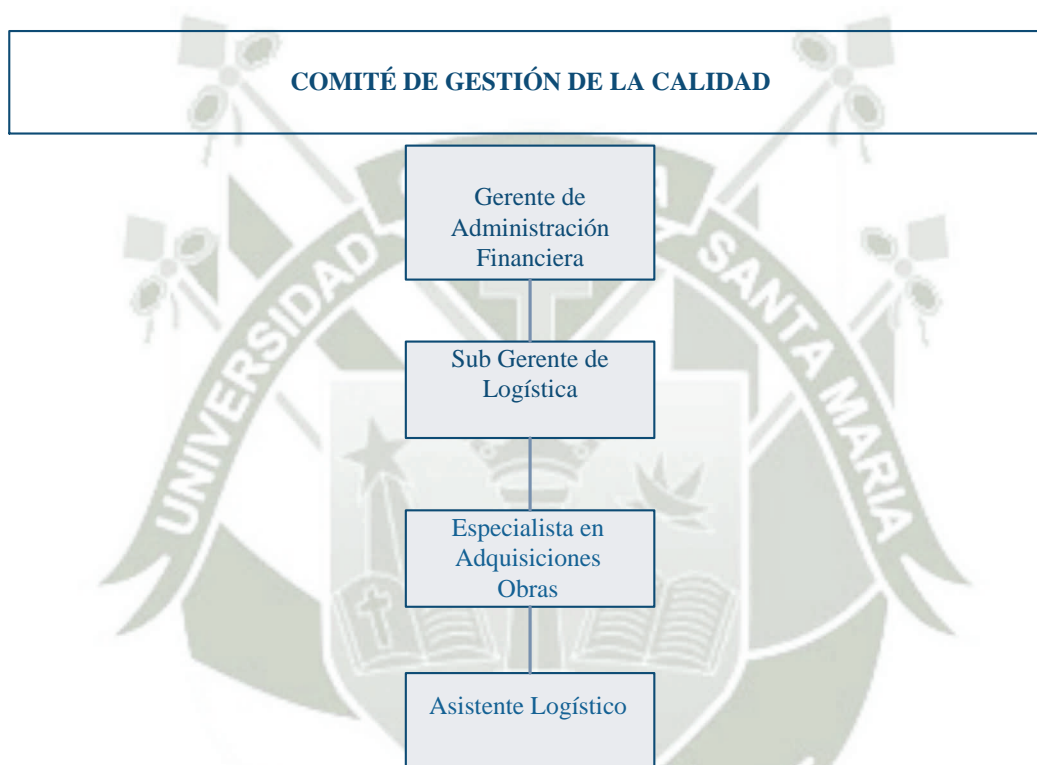 COMITÉ DE GESTIÓN DE LA CALIDAD
Gerente de
Administración
Financiera
UNIVERSIDAD
SANTA MARIA
Sub Gerente de
Logística
Especialista en
Adquisiciones
Obras
Asistente Logístico